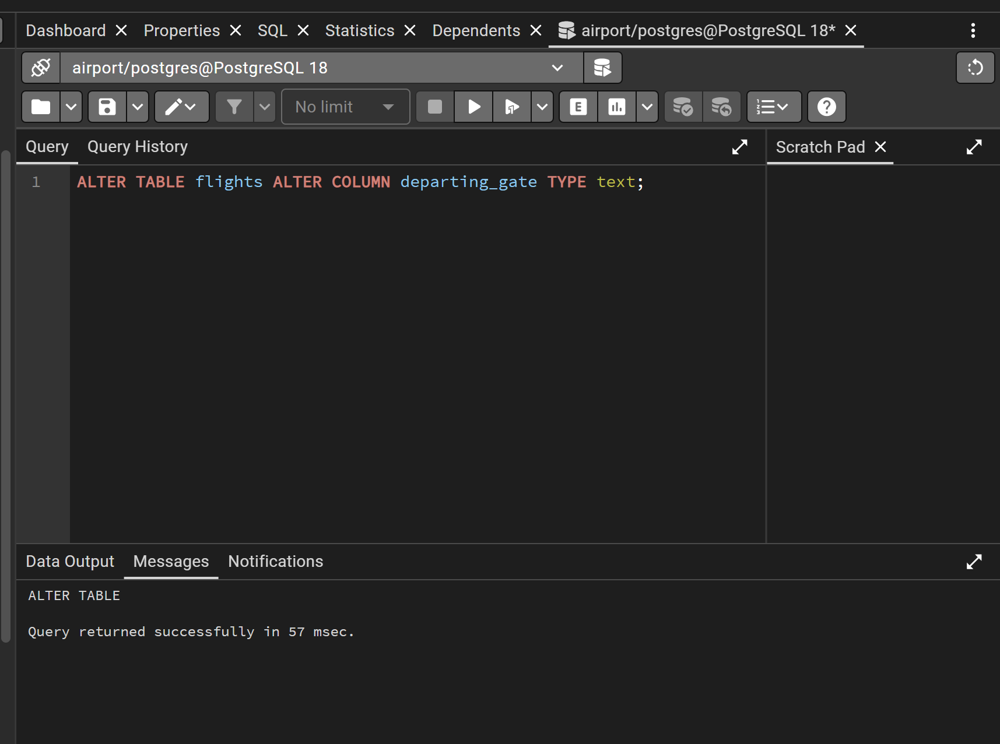 Dashboard Properties SQL Statistics Dependents airport/postgres@PostgreSQL 18*
airport/postgres@PostgreSQL 18
No limit
Query Query History Scratch Pad
1 ALTER TABLE flights ALTER COLUMN departing_gate TYPE text;
Data Output Messages Notifications
ALTER TABLE
Query returned successfully in 57 msec.